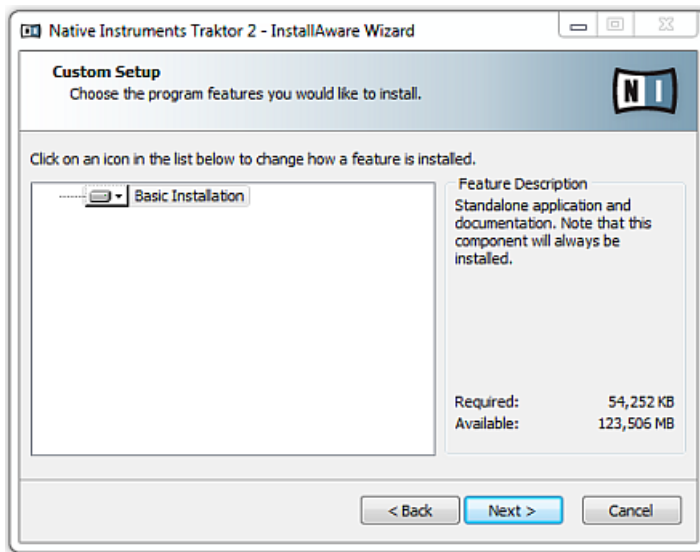 Native Instruments Traktor 2 - InstallAware Wizard
Custom Setup
Choose the program features you would like to install.
NI
Click on an icon in the list below to change how a feature is installed.
Basic Installation
Feature Description
Standalone application and
documentation. Note that this
component will always be
installed.
Required: 54,252 KB
Available: 123,506 MB
< Back Next > Cancel